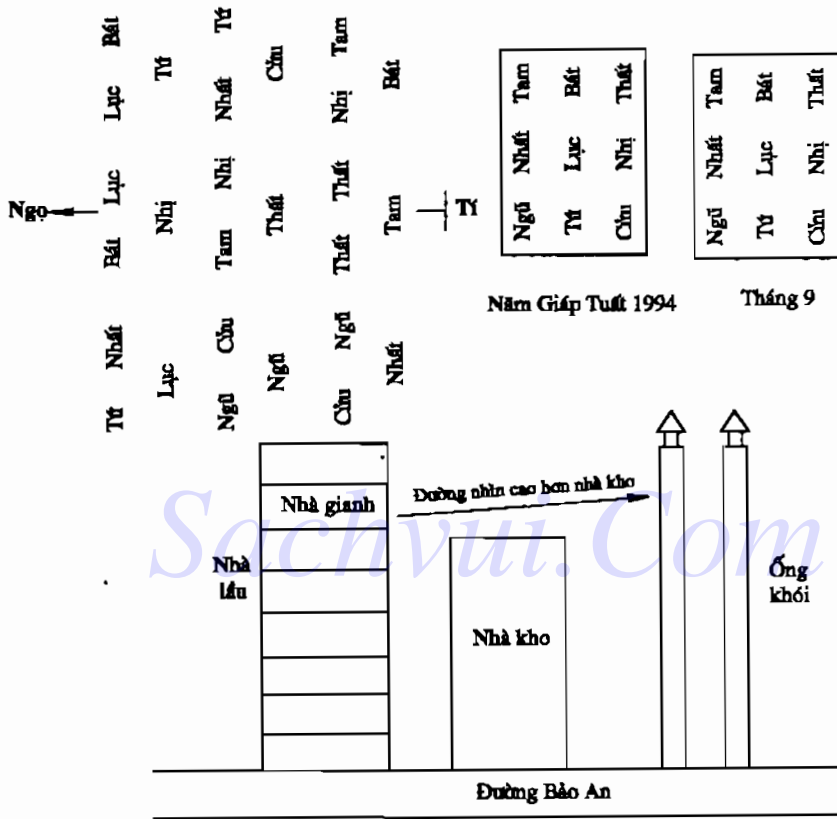 Tứ Nhất Bát Lục Lục Bát
Lục Nhị Tứ
Ngũ Cửu Tam Nhị Nhất Tứ
Ngũ Thất Cửu
Cửu Ngũ Thất Thất Nhị Tam
Nhất Tam Bát
Ngọ
Tí
Ngũ Nhất Tam
Tứ Lục Bát
Cửu Nhị Thất
Năm Giáp Tuất 1994
Ngũ Nhất Tam
Tứ Lục Bát
Cửu Nhị Thất
Tháng 9
Nhà gianh
Đường nhìn cao hơn nhà kho
Nhà
lầu
Nhà kho
Ống
khói
Đường Bảo An
Sachvui.Com